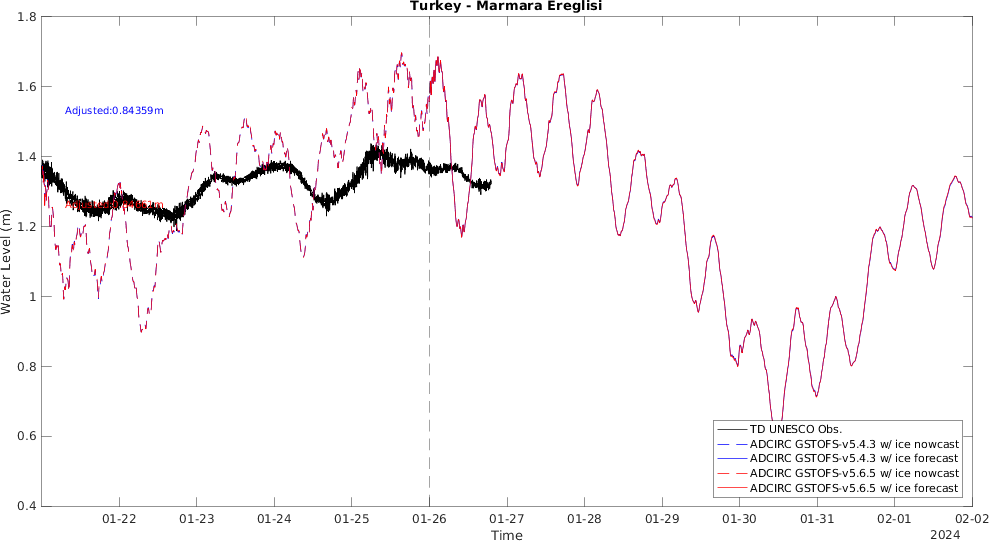 Turkey - Marmara Ereglisi
1.8
1.6
1.4
1.2
1
0.8
0.6
0.4
Water Level (m)
Adjusted:0.84359m
TD UNESCO Obs.
ADCIRC GSTOFS-v5.4.3 w/ ice nowcast
ADCIRC GSTOFS-v5.4.3 w/ ice forecast
ADCIRC GSTOFS-v5.6.5 w/ ice nowcast
ADCIRC GSTOFS-v5.6.5 w/ ice forecast
01-22 01-23 01-24 01-25 01-26 01-27 01-28 01-29 01-30 01-31 02-01 02-02
Time
2024